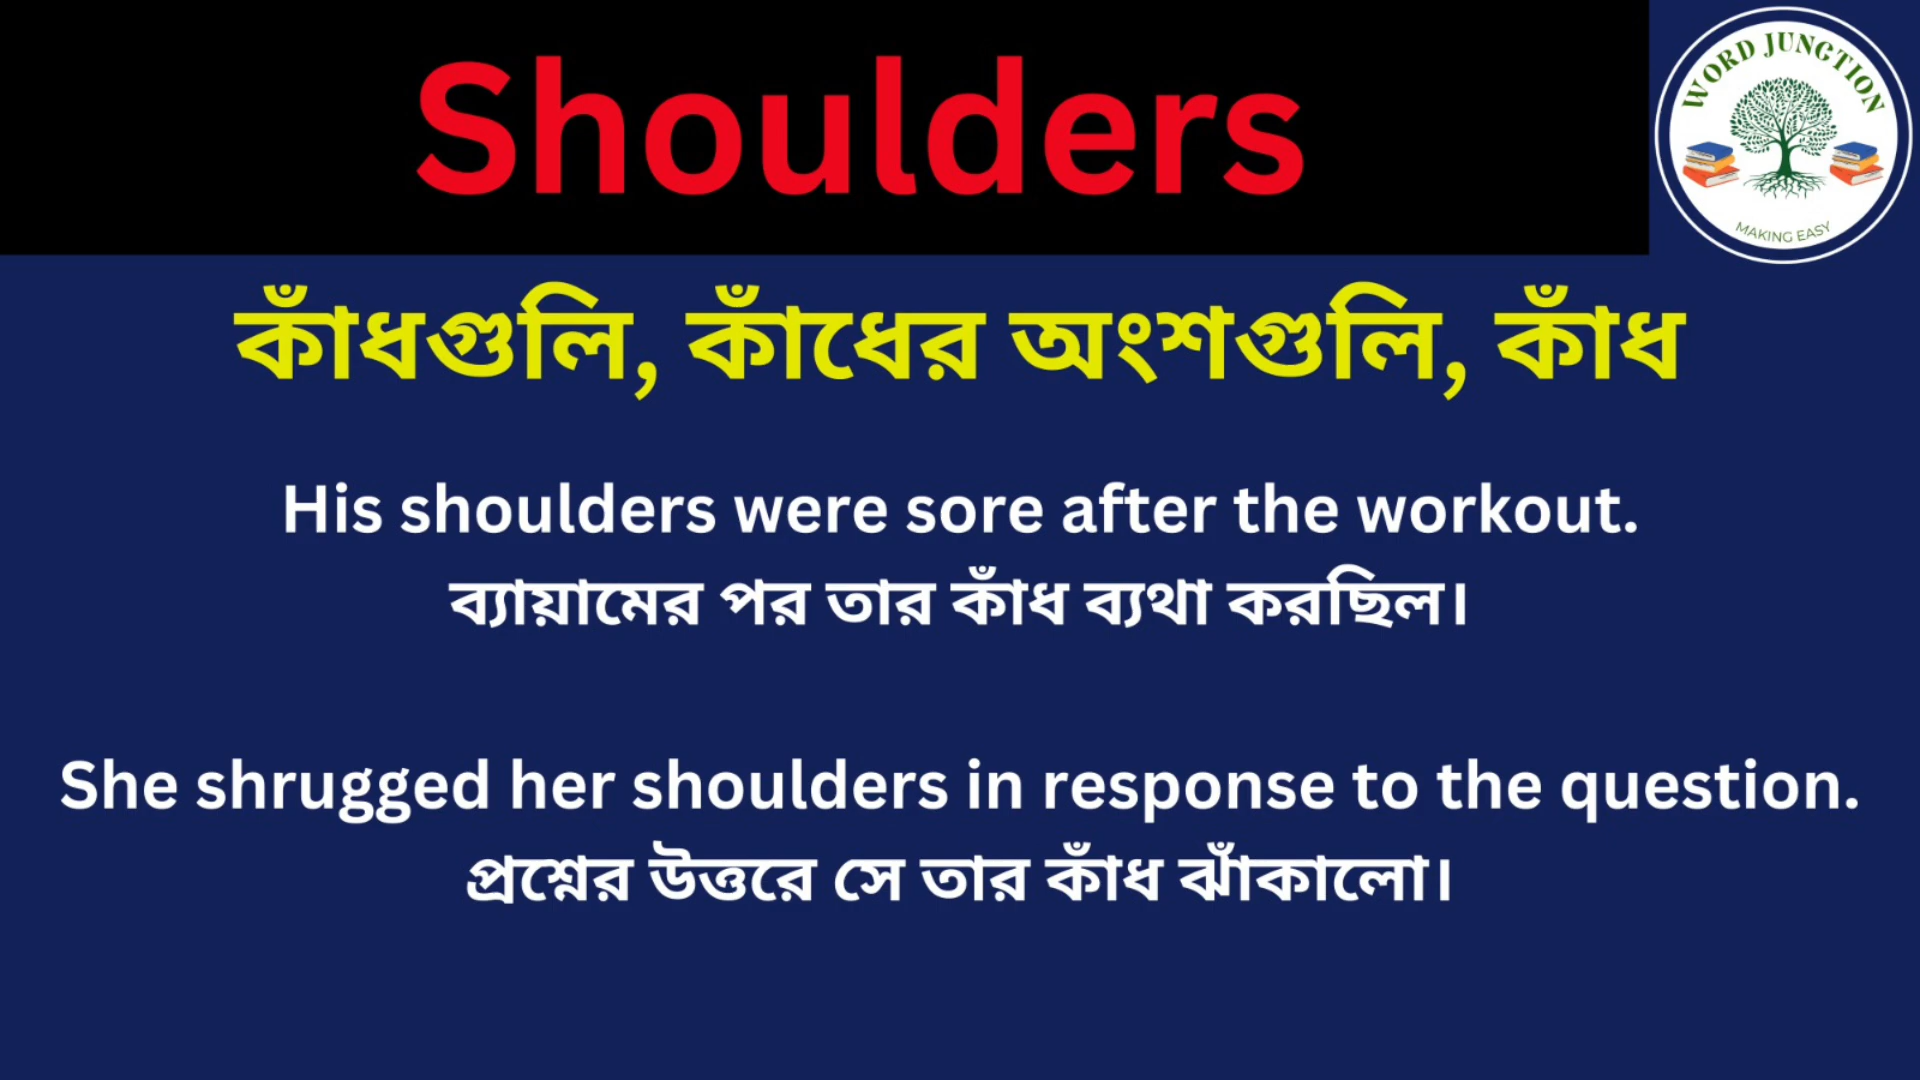 Shoulders
WORD JUNCTION
MAKING EASY
কাঁধগুলি, কাঁধের অংশগুলি, কাঁধ
His shoulders were sore after the workout.
ব্যায়ামের পর তার কাঁধ ব্যথা করছিল।
She shrugged her shoulders in response to the question.
প্রশ্নের উত্তরে সে তার কাঁধ ঝাঁকালো।